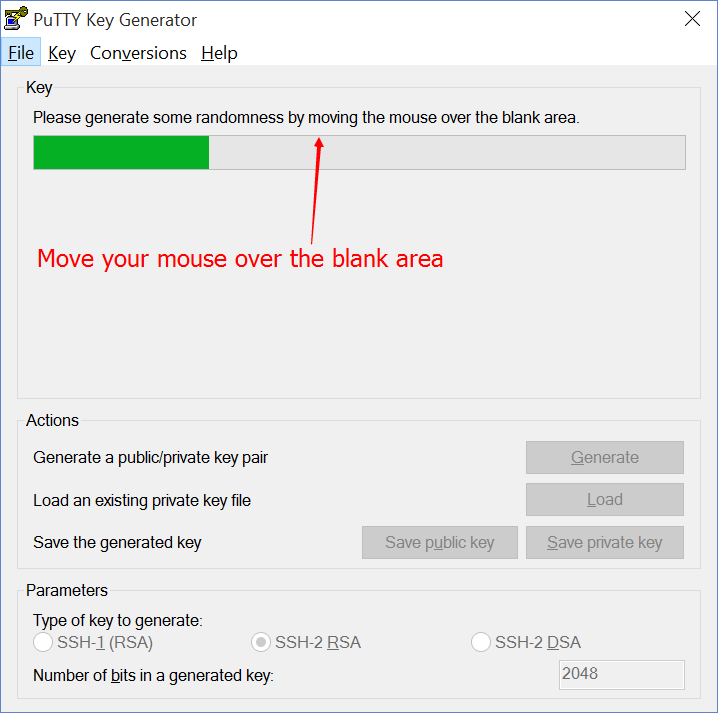 PuTTY Key Generator
File Key Conversions Help
Key
Please generate some randomness by moving the mouse over the blank area.
Move your mouse over the blank area
Actions
Generate a public/private key pair Generate
Load an existing private key file Load
Save the generated key Save public key Save private key
Parameters
Type of key to generate:
SSH-1 (RSA) SSH-2 RSA SSH-2 DSA
Number of bits in a generated key: 2048